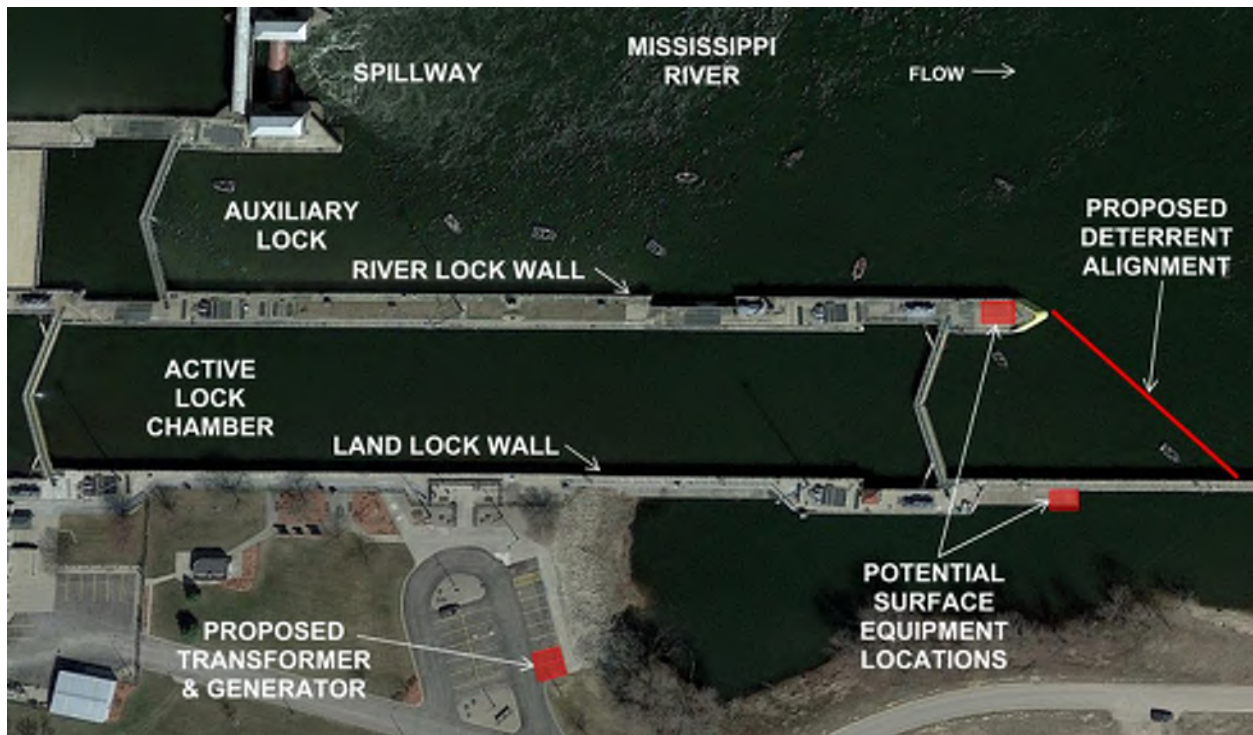 SPILLWAY
MISSISSIPPI
RIVER
FLOW
AUXILIARY
LOCK
PROPOSED
DETERRENT
ALIGNMENT
RIVER LOCK WALL
ACTIVE
LOCK
CHAMBER
LAND LOCK WALL
POTENTIAL
SURFACE
EQUIPMENT
LOCATIONS
PROPOSED
TRANSFORMER
& GENERATOR